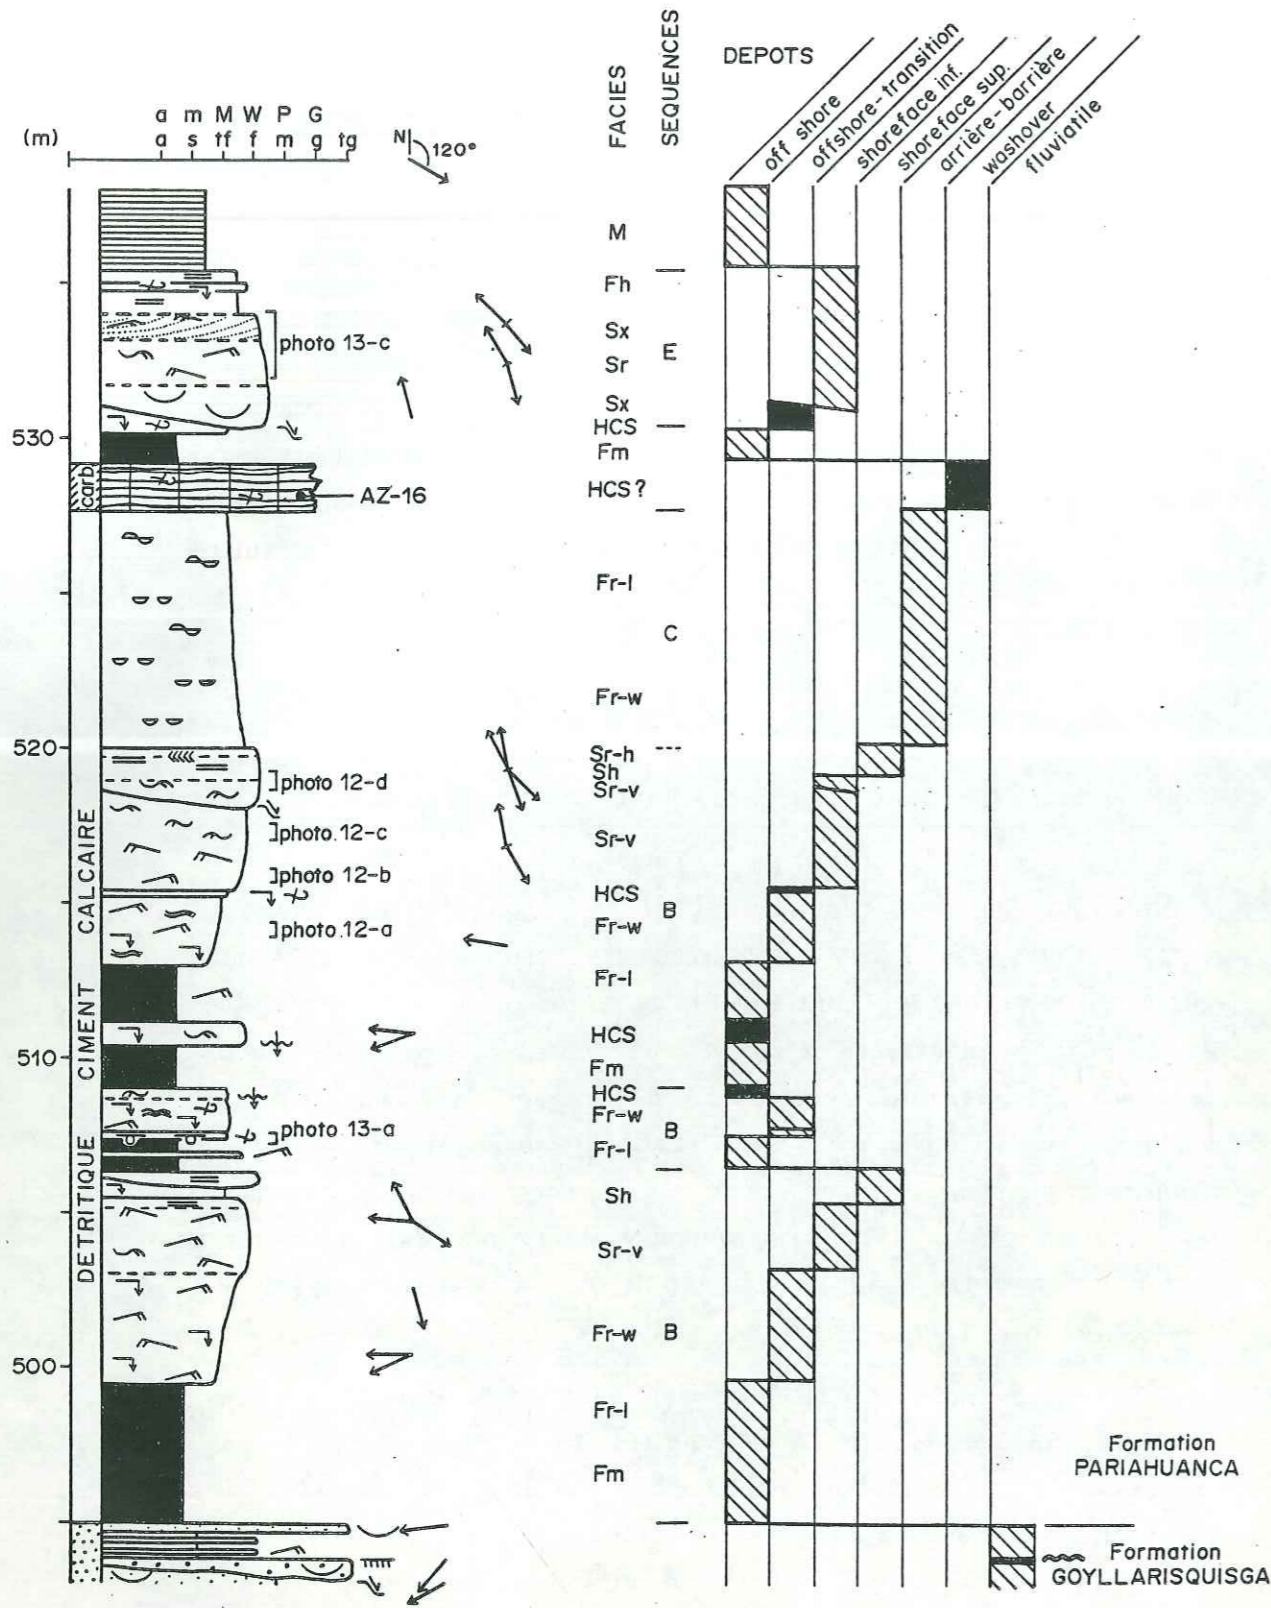 FACIES
SEQUENCES
DEPOTS
off shore
offshore-transition
shoreface inf.
shoreface sup.
arrière-barrière
washover
fluviatile
a m M W P G
(m)
a s tf f m g tg
N
120°
M
Fh
Sx
photo 13-c
E
Sr
Sx
HCS
530
Fm
carb
HCS?
AZ-16
Fr-l
C
Fr-w
520
Sr-h
Sh
photo 12-d
Sr-v
photo 12-c
Sr-v
photo 12-b
HCS
B
photo 12-a
Fr-w
Fr-l
HCS
510
Fm
HCS
Fr-w
photo 13-a
B
Fr-l
Sh
Sr-v
DETRITIQUE CIMENT CALCAIRE
Fr-w
B
500
Fr-l
Fm
Formation
PARIAHUANCA
Formation
GOYLLARISQUISGA